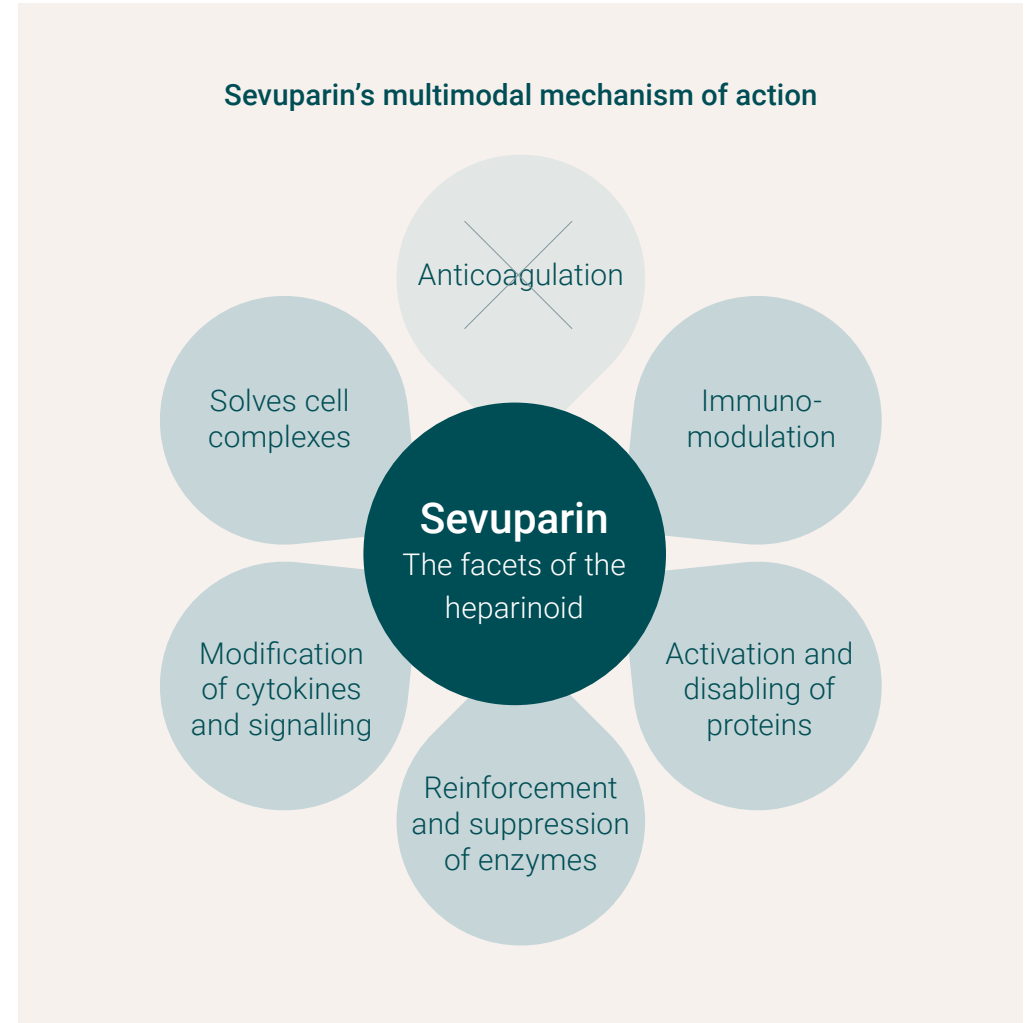 Sevuparin’s multimodal mechanism of action
Anticoagulation
Solves cell
complexes
Immuno-
modulation
Sevuparin
The facets of the
heparinoid
Modification
of cytokines
and signalling
Activation and
disabling of
proteins
Reinforcement
and suppression
of enzymes